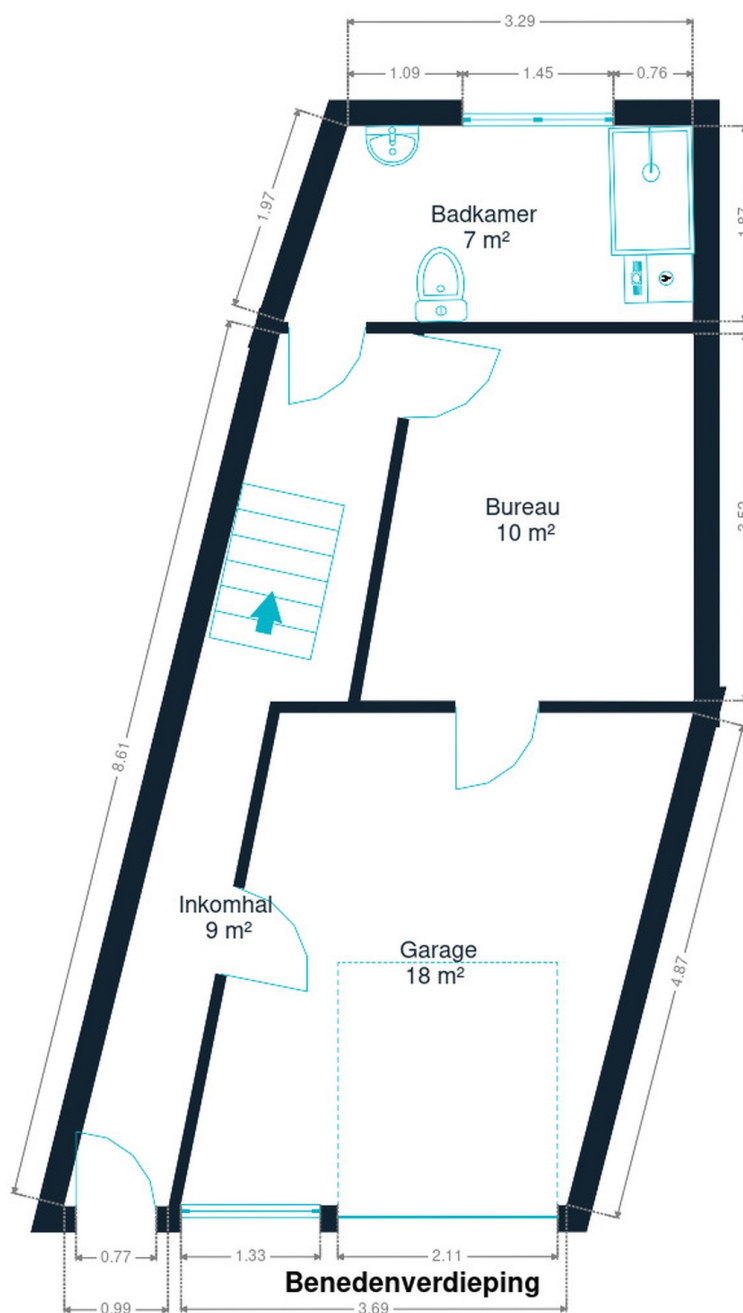 3.29
1.09
1.45
0.76
1.97
Badkamer
7 m²
Bureau
10 m²
8.61
Inkomhal
9 m²
Garage
18 m²
4.87
0.77
1.33
2.11
Benedenverdieping
0.99
3.69